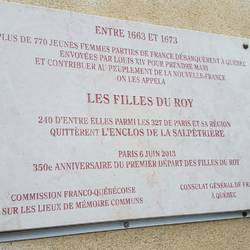 ENTRE 1663 ET 1673
PLUS DE 770 JEUNES FEMMES PARTIES DE FRANCE DÉBARQUÈRENT À QUÉBEC
ENVOYÉES PAR LOUIS XIV POUR PRENDRE MARI
ET CONTRIBUER AU PEUPLEMENT DE LA NOUVELLE-FRANCE
ON LES APPELA
LES FILLES DU ROY
240 D'ENTRE ELLES PARMI LES 327 DE PARIS ET SA RÉGION
QUITTÈRENT L'ENCLOS DE LA SALPÊTRIÈRE
PARIS 6 JUIN 2013
350e ANNIVERSAIRE DU PREMIER DÉPART DES FILLES DU ROY
COMMISSION FRANCO-QUÉBÉCOISE
SUR LES LIEUX DE MÉMOIRE COMMUNS
CONSULAT GÉNÉRAL DE
À QUÉBEC